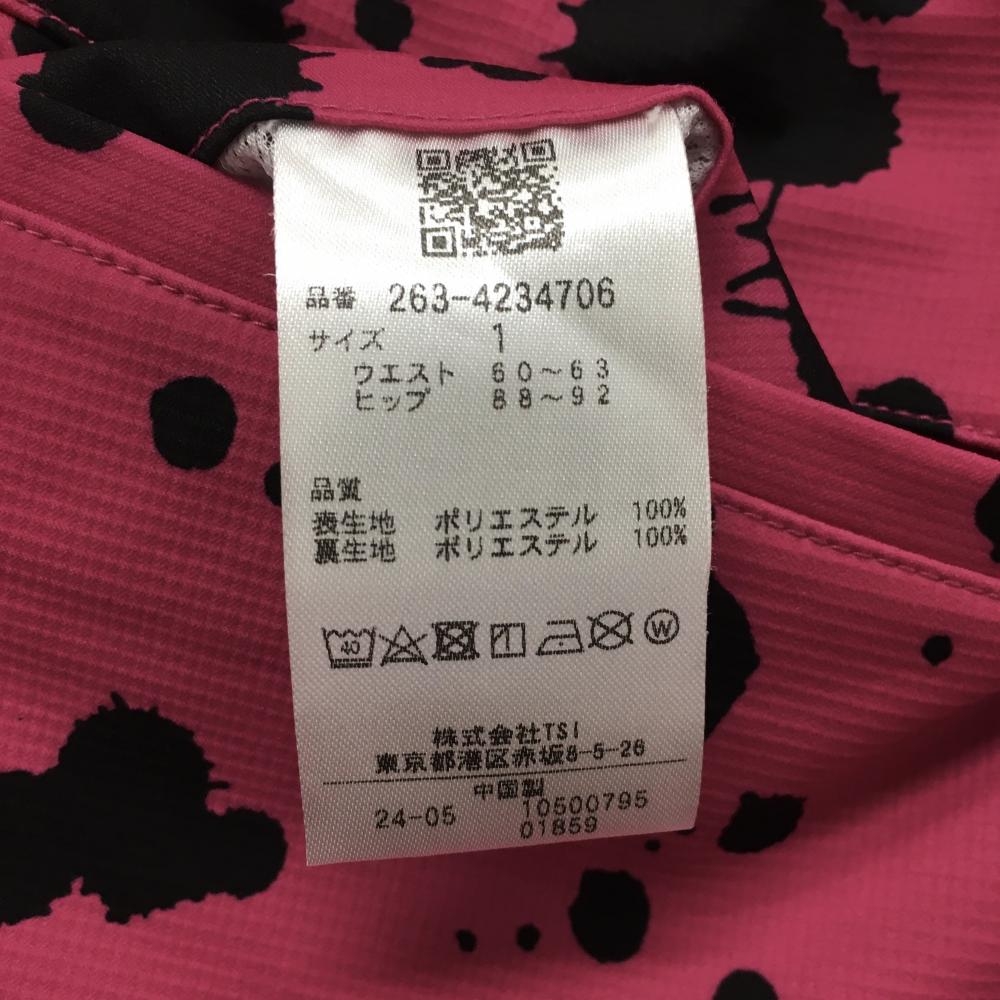 品番 263-4234706
サイズ 1
ウエスト 60~63
ヒップ 88~92
品質
表生地 ポリエステル 100%
裏生地 ポリエステル 100%
40 W
株式会社TSI
東京都港区赤坂8-5-26
中国製
24-05 10500795
01859